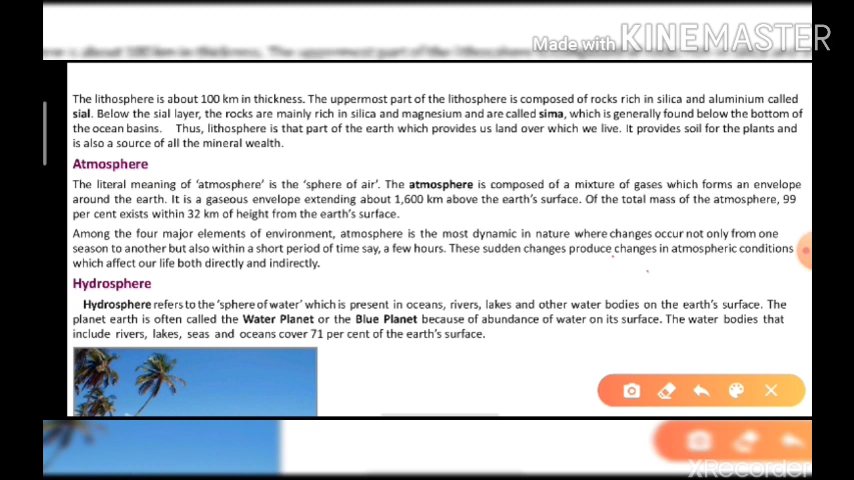 Made with KINEMASTER
The lithosphere is about 100 km in thickness. The uppermost part of the lithosphere is composed of rocks rich in silica and aluminium called
sial. Below the sial layer, the rocks are mainly rich in silica and magnesium and are called sima, which is generally found below the bottom of
the ocean basins. Thus, lithosphere is that part of the earth which provides us land over which we live. It provides soil for the plants and
is also a source of all the mineral wealth.
Atmosphere
The literal meaning of ‘atmosphere’ is the ‘sphere of air’. The atmosphere is composed of a mixture of gases which forms an envelope
around the earth. It is a gaseous envelope extending about 1,600 km above the earth’s surface. Of the total mass of the atmosphere, 99
per cent exists within 32 km of height from the earth’s surface.
Among the four major elements of environment, atmosphere is the most dynamic in nature where changes occur not only from one
season to another but also within a short period of time say, a few hours. These sudden changes produce changes in atmospheric conditions
which affect our life both directly and indirectly.
Hydrosphere
Hydrosphere refers to the ‘sphere of water’ which is present in oceans, rivers, lakes and other water bodies on the earth’s surface. The
planet earth is often called the Water Planet or the Blue Planet because of abundance of water on its surface. The water bodies that
include rivers, lakes, seas and oceans cover 71 per cent of the earth’s surface.
XRecorder